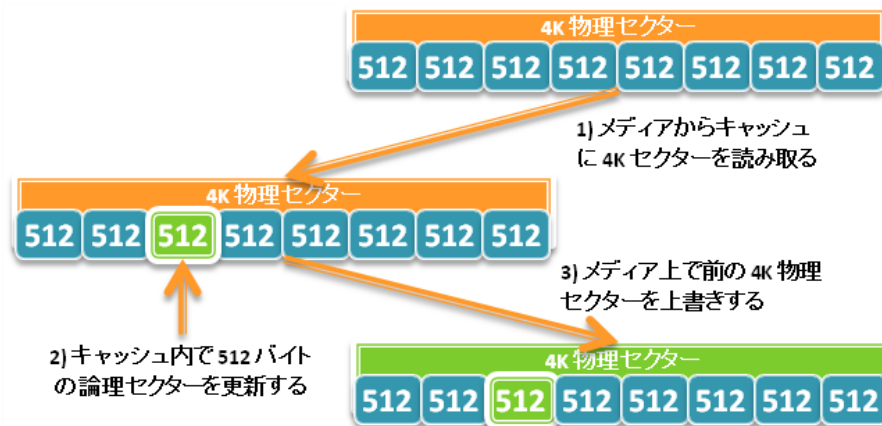 4K 物理セクター
512 512 512 512 512 512 512 512
1) メディアからキャッシュ
に 4K セクターを読み取る
4K 物理セクター
512 512 512 512 512 512 512 512
3) メディア上で前の 4K 物理
セクターを上書きする
2) キャッシュ内で 512 バイト
の論理セクターを更新する
4K 物理セクター
512 512 512 512 512 512 512 512